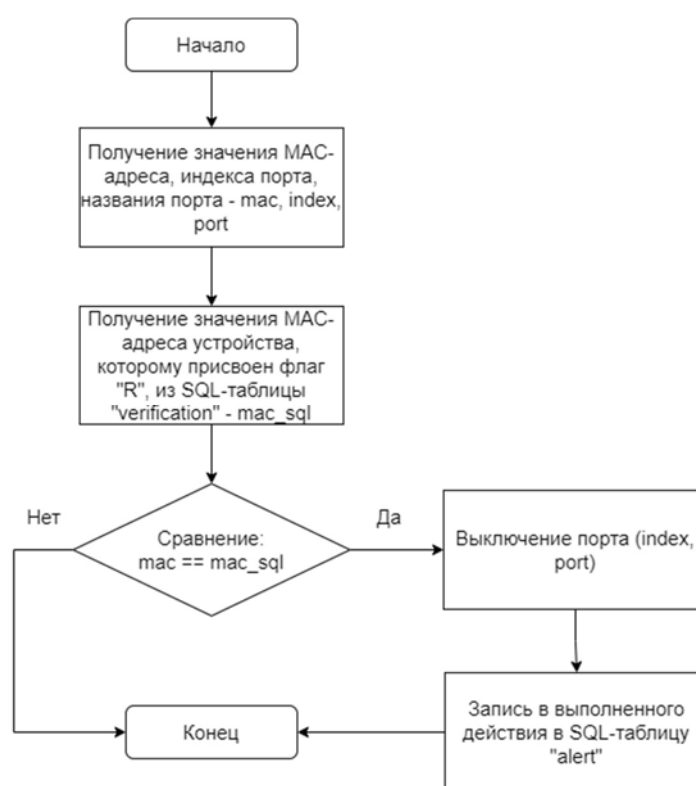 Начало
Получение значения MAC-
адреса, индекса порта,
названия порта - mac, index,
port
Получение значения MAC-
адреса устройства,
которому присвоен флаг
"R", из SQL-таблицы
"verification" - mac_sql
Нет
Сравнение:
mac == mac_sql
Да
Выключение порта (index,
port)
Запись в выполненного
действия в SQL-таблицу
"alert"
Конец